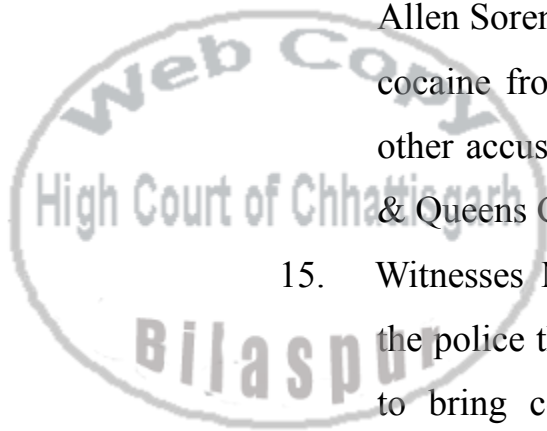 Allen Soren
cocaine fro
other accus
& Queens
15. Witnesses
the police t
to bring c
Web Copy
High Court of Chhattisgarh
Bilaspur